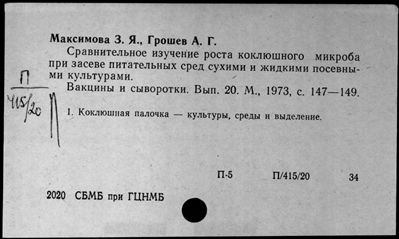 Максимова З. Я., Грошев А. Г.
Сравнительное изучение роста коклюшного микроба
при засеве питательных сред сухими и жидкими посевны-
ми культурами.
Вакцины и сыворотки. Вып. 20. М., 1973, с. 147—149.
П
415/20
1. Коклюшная палочка — культуры, среды и выделение.
П-5 П/415/20 34
2020 СБМБ при ГЦНМБ